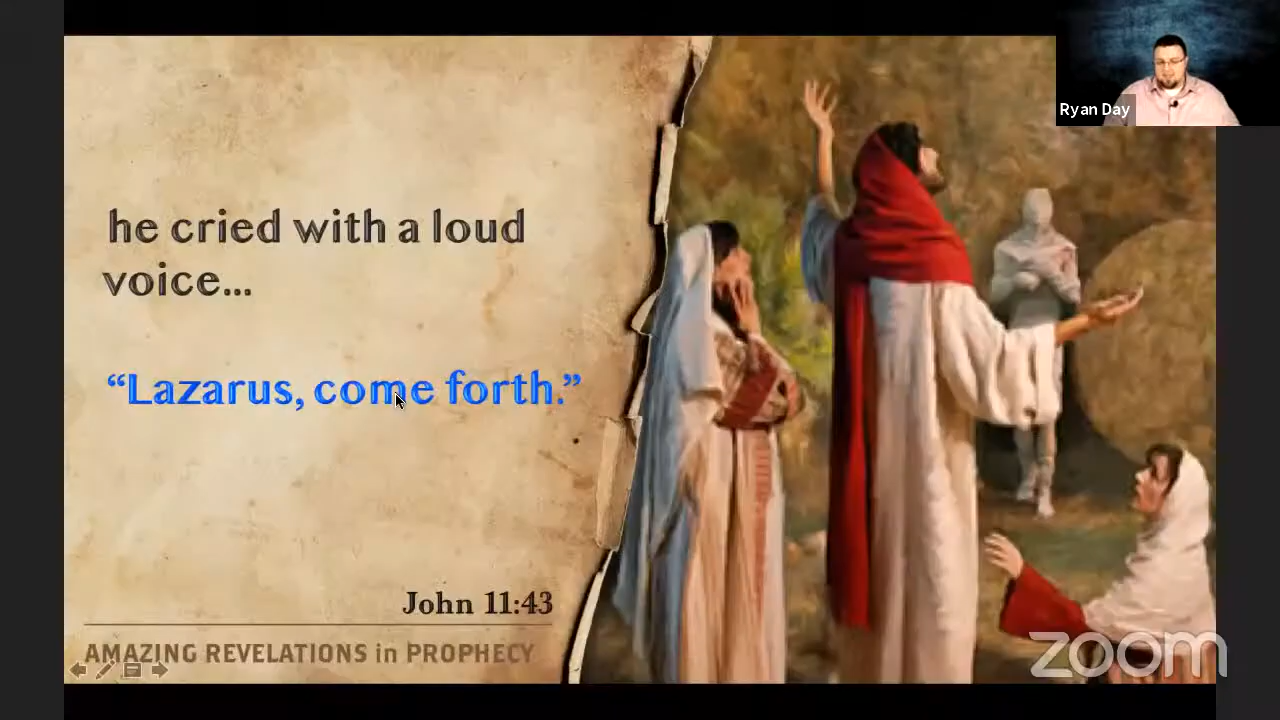 Ryan Day
he cried with a loud
voice...
“Lazarus, come forth.”
John 11:43
AMAZING REVELATIONS in PROPHECY
zoom